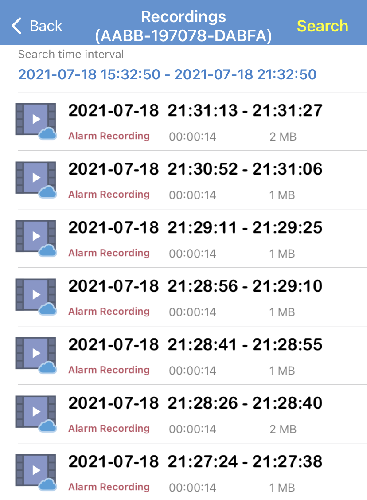 Back
Recordings
(AABB-197078-DABFA)
Search
Search time interval
2021-07-18 15:32:50 - 2021-07-18 21:32:50
2021-07-18 21:31:13 - 21:31:27
Alarm Recording 00:00:14 2 MB
2021-07-18 21:30:52 - 21:31:06
Alarm Recording 00:00:14 1 MB
2021-07-18 21:29:11 - 21:29:25
Alarm Recording 00:00:14 1 MB
2021-07-18 21:28:56 - 21:29:10
Alarm Recording 00:00:14 1 MB
2021-07-18 21:28:41 - 21:28:55
Alarm Recording 00:00:14 1 MB
2021-07-18 21:28:26 - 21:28:40
Alarm Recording 00:00:14 2 MB
2021-07-18 21:27:24 - 21:27:38
Alarm Recording 00:00:14 1 MB